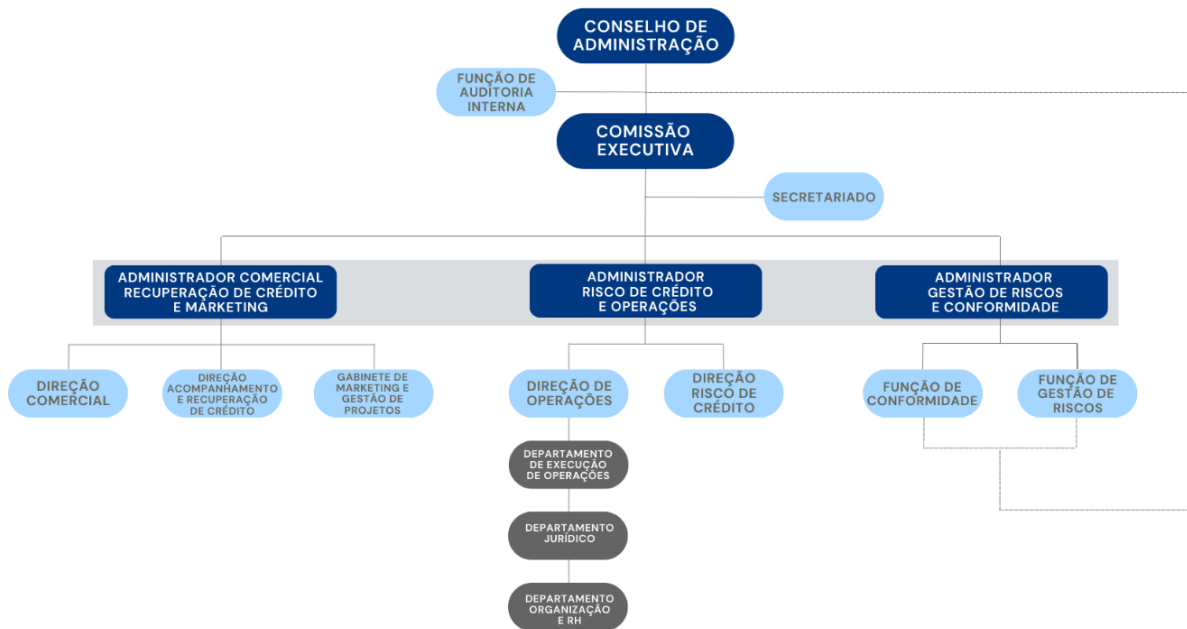 CONSELHO DE
ADMINISTRAÇÃO
FUNÇÃO DE
AUDITORIA
INTERNA
COMISSÃO
EXECUTIVA
SECRETARIADO
ADMINISTRADOR COMERCIAL
RECUPERAÇÃO DE CRÉDITO
E MARKETING
ADMINISTRADOR
RISCO DE CRÉDITO
E OPERAÇÕES
ADMINISTRADOR
GESTÃO DE RISCOS
E CONFORMIDADE
DIREÇÃO
COMERCIAL
DIREÇÃO
ACOMPANHAMENTO
E RECUPERAÇÃO
DE CRÉDITO
GABINETE DE
MARKETING E
GESTÃO DE
PROJETOS
DIREÇÃO DE
OPERAÇÕES
DIREÇÃO
RISCO DE
CRÉDITO
FUNÇÃO DE
CONFORMIDADE
FUNÇÃO DE
GESTÃO DE
RISCOS
DEPARTAMENTO
DE EXECUÇÃO
DE OPERAÇÕES
DEPARTAMENTO
JURÍDICO
DEPARTAMENTO
ORGANIZAÇÃO
E RH